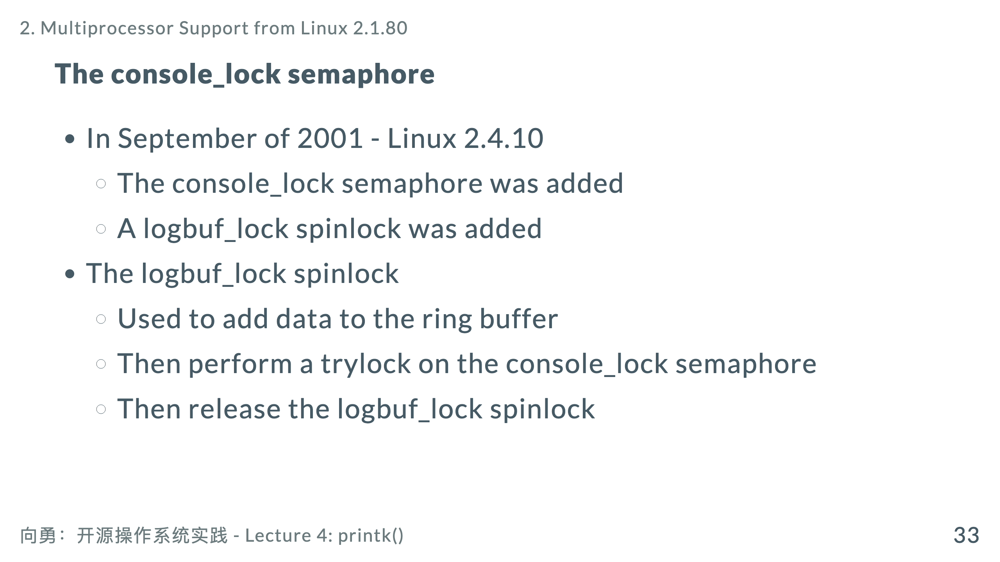 2. Multiprocessor Support from Linux 2.1.80
The console_lock semaphore
• In September of 2001 - Linux 2.4.10
○ The console_lock semaphore was added
○ A logbuf_lock spinlock was added
• The logbuf_lock spinlock
○ Used to add data to the ring buffer
○ Then perform a trylock on the console_lock semaphore
○ Then release the logbuf_lock spinlock
向勇：开源操作系统实践 - Lecture 4: printk()
33